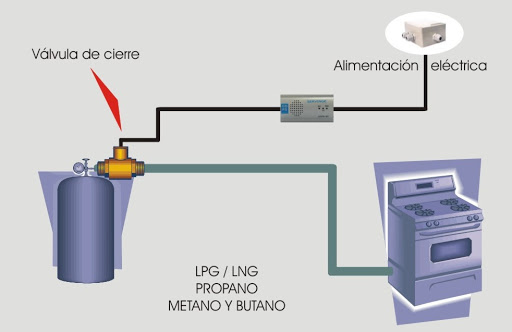 Válvula de cierre
Alimentación eléctrica
LPG / LNG
PROPANO
METANO Y BUTANO